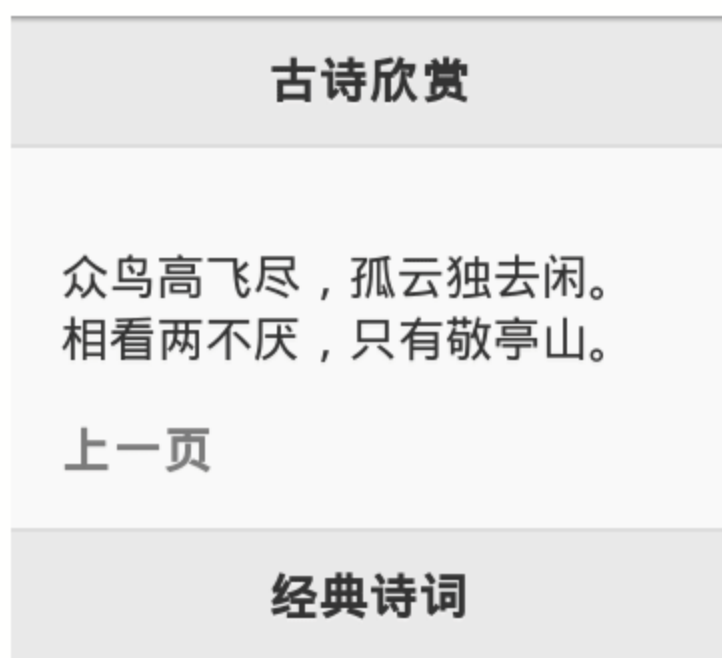 古诗欣赏
众鸟高飞尽，孤云独去闲。
相看两不厌，只有敬亭山。
上一页
经典诗词